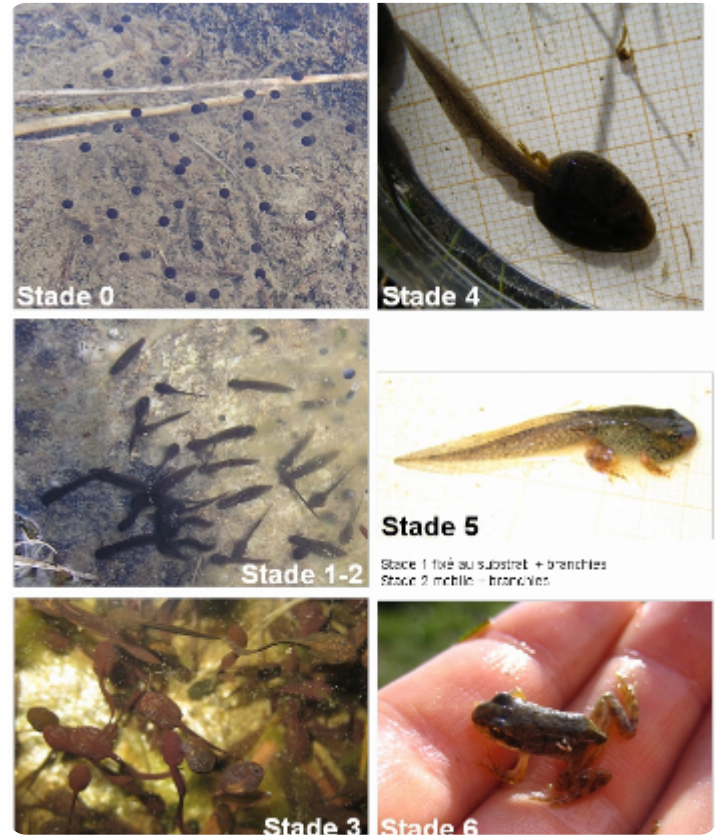 Stade 0
Stade 4
Stade 1-2
Stade 5
Stade 1 fixé au substrat + branchies
Stade 2 mobile + branchies
Stade 3
Stade 6